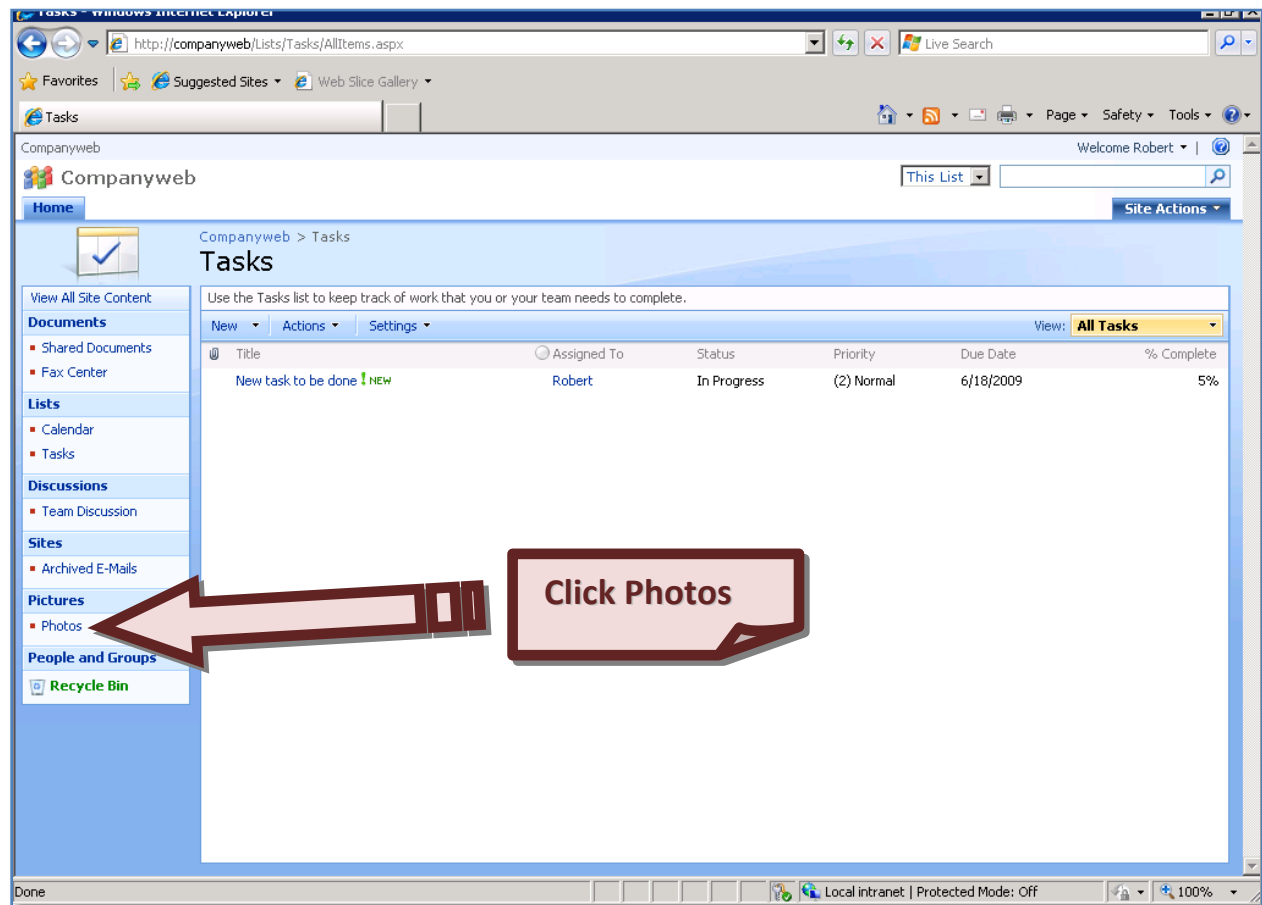 Tasks - Windows Internet Explorer
http://companyweb/Lists/Tasks/AllItems.aspx
Live Search
Favorites
Suggested Sites
Web Slice Gallery
Tasks
Page
Safety
Tools
Companyweb
Welcome Robert
Companyweb
This List
Home
Site Actions
Companyweb > Tasks
Tasks
View All Site Content
Use the Tasks list to keep track of work that you or your team needs to complete.
Documents
New
Actions
Settings
View: All Tasks
Shared Documents
Fax Center
Title
Assigned To
Status
Priority
Due Date
% Complete
New task to be done ! NEW
Robert
In Progress
(2) Normal
6/18/2009
5%
Lists
Calendar
Tasks
Discussions
Team Discussion
Sites
Archived E-Mails
Pictures
Photos
People and Groups
Recycle Bin
Click Photos
Done
Local intranet | Protected Mode: Off
100%